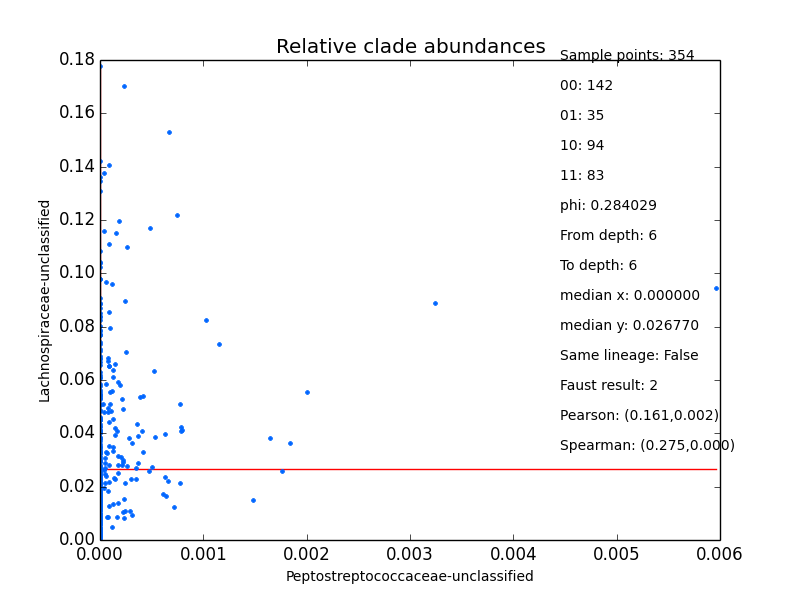 Relative clade abundances
Sample points: 354
00: 142
01: 35
10: 94
11: 83
phi: 0.284029
From depth: 6
To depth: 6
median x: 0.000000
median y: 0.026770
Same lineage: False
Faust result: 2
Pearson: (0.161,0.002)
Spearman: (0.275,0.000)
0.18
0.16
0.14
0.12
0.10
0.08
0.06
0.04
0.02
0.00
Lachnospiraceae-unclassified
0.000 0.001 0.002 0.003 0.004 0.005 0.006
Peptostreptococcaceae-unclassified